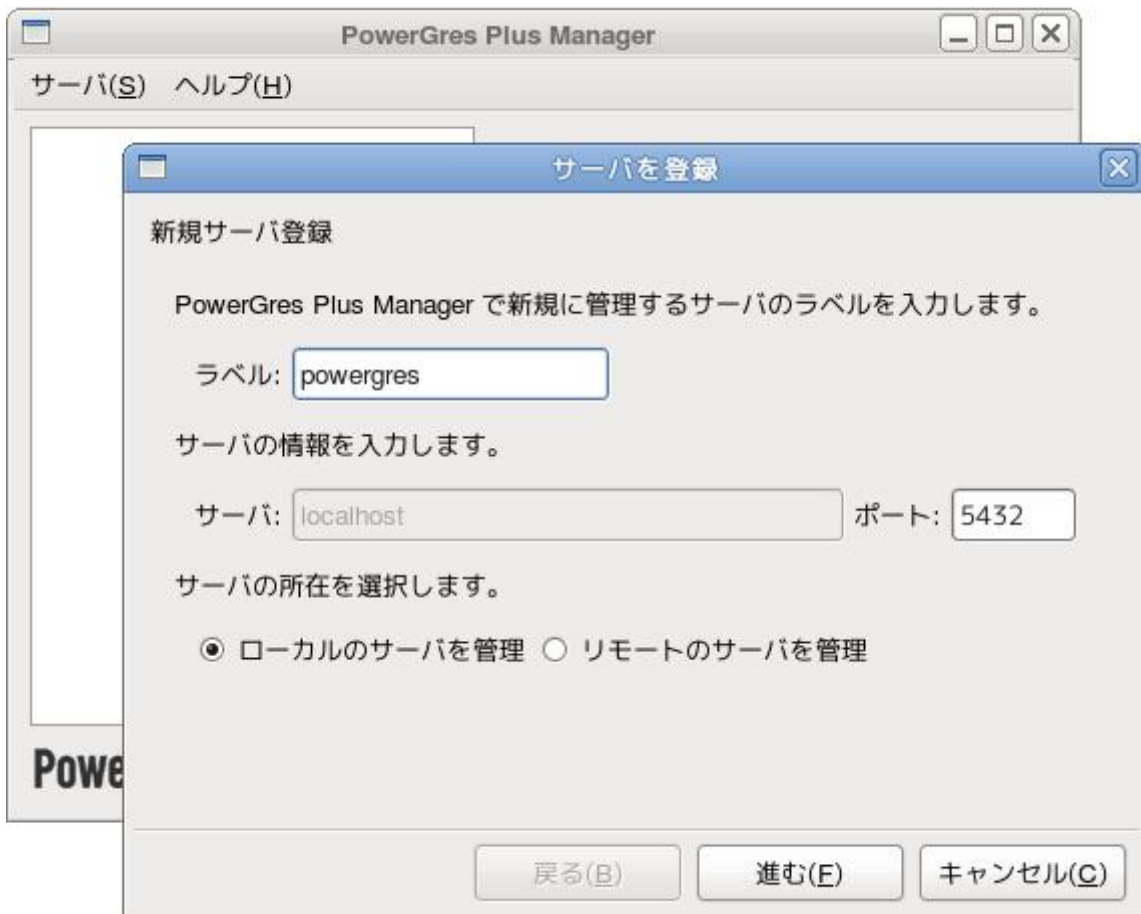 PowerGres Plus Manager
サーバ(S) ヘルプ(H)
サーバを登録
新規サーバ登録
PowerGres Plus Manager で新規に管理するサーバのラベルを入力します。
ラベル: powergres
サーバの情報を入力します。
サーバ: localhost ポート: 5432
サーバの所在を選択します。
ローカルのサーバを管理 リモートのサーバを管理
Powe
戻る(B) 進む(F) キャンセル(C)